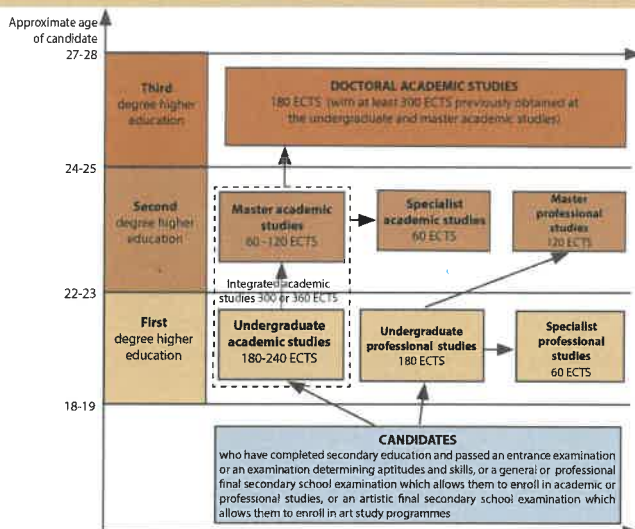 Approximate age
of candidate
27-28
Third
degree higher
education
DOCTORAL ACADEMIC STUDIES
180 ECTS (with at least 300 ECTS previously obtained at
the undergraduate and master academic studies)
24-25
Second
degree higher
education
Master academic
studies
60-120 ECTS
Specialist
academic studies
60 ECTS
Master
professional
studies
120 ECTS
Integrated academic
studies 300 or 360 ECTS
22-23
First
degree higher
education
Undergraduate
academic studies
180-240 ECTS
Undergraduate
professional studies
180 ECTS
Specialist
professional
studies
60 ECTS
18-19
CANDIDATES
who have completed secondary education and passed an entrance examination
or an examination determining aptitudes and skills, or a general or professional
final secondary school examination which allows them to enroll in academic or
professional studies, or an artistic final secondary school examination which
allows them to enroll in art study programmes